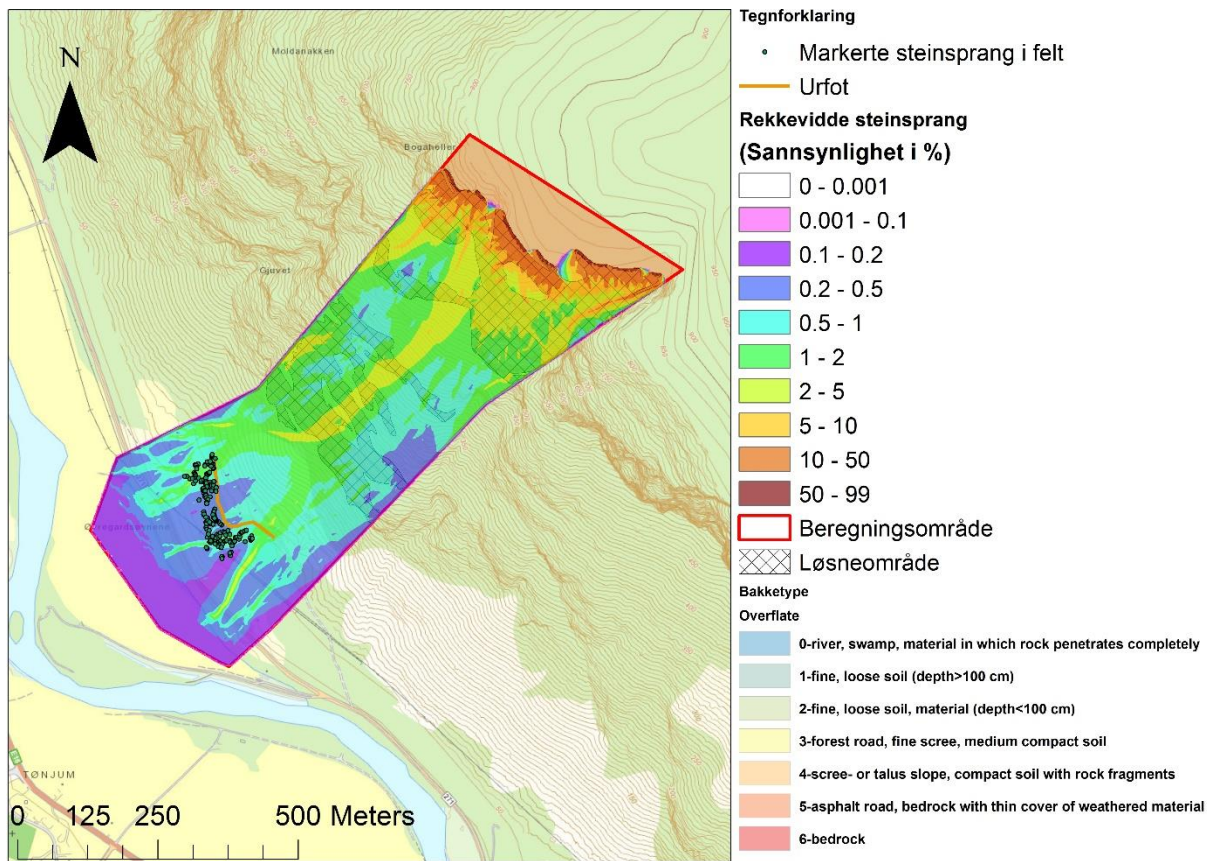 Moldanakken
N
Bogahøller
Gjuvet
TØNJUM
0 125 250 500 Meters
Tegnforklaring
Markerte steinsprang i felt
Urfot
Rekkevidde steinsprang
(Sannsynlighet i %)
0 - 0.001
0.001 - 0.1
0.1 - 0.2
0.2 - 0.5
0.5 - 1
1 - 2
2 - 5
5 - 10
10 - 50
50 - 99
Beregningsområde
Løsneområde
Bakketype
Overflate
0-river, swamp, material in which rock penetrates completely
1-fine, loose soil (depth>100 cm)
2-fine, loose soil, material (depth<100 cm)
3-forest road, fine scree, medium compact soil
4-scree- or talus slope, compact soil with rock fragments
5-asphalt road, bedrock with thin cover of weathered material
6-bedrock